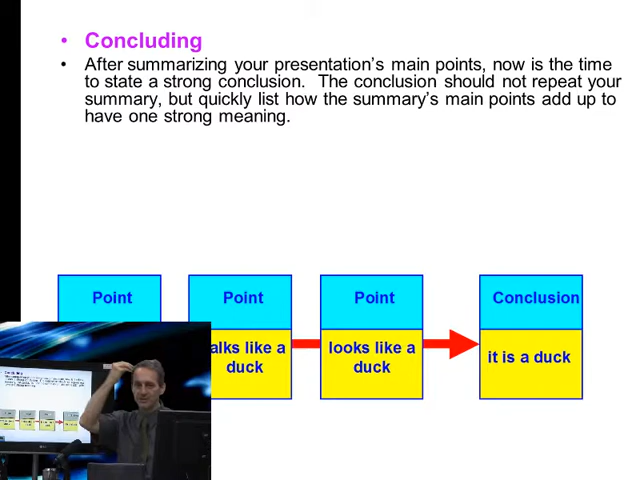 • Concluding
• After summarizing your presentation's main points, now is the time
to state a strong conclusion. The conclusion should not repeat your
summary, but quickly list how the summary's main points add up to
have one strong meaning.
Point
Point
Point
Conclusion
alks like a
duck
looks like a
duck
it is a duck